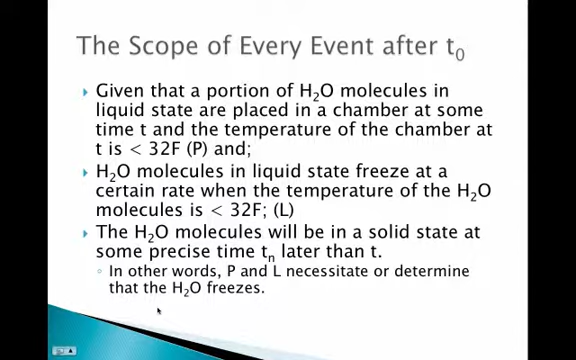 The Scope of Every Event after t₀
Given that a portion of H₂O molecules in
liquid state are placed in a chamber at some
time t and the temperature of the chamber at
t is < 32F (P) and;
H₂O molecules in liquid state freeze at a
certain rate when the temperature of the H₂O
molecules is < 32F; (L)
The H₂O molecules will be in a solid state at
some precise time tₙ later than t.
In other words, P and L necessitate or determine
that the H₂O freezes.